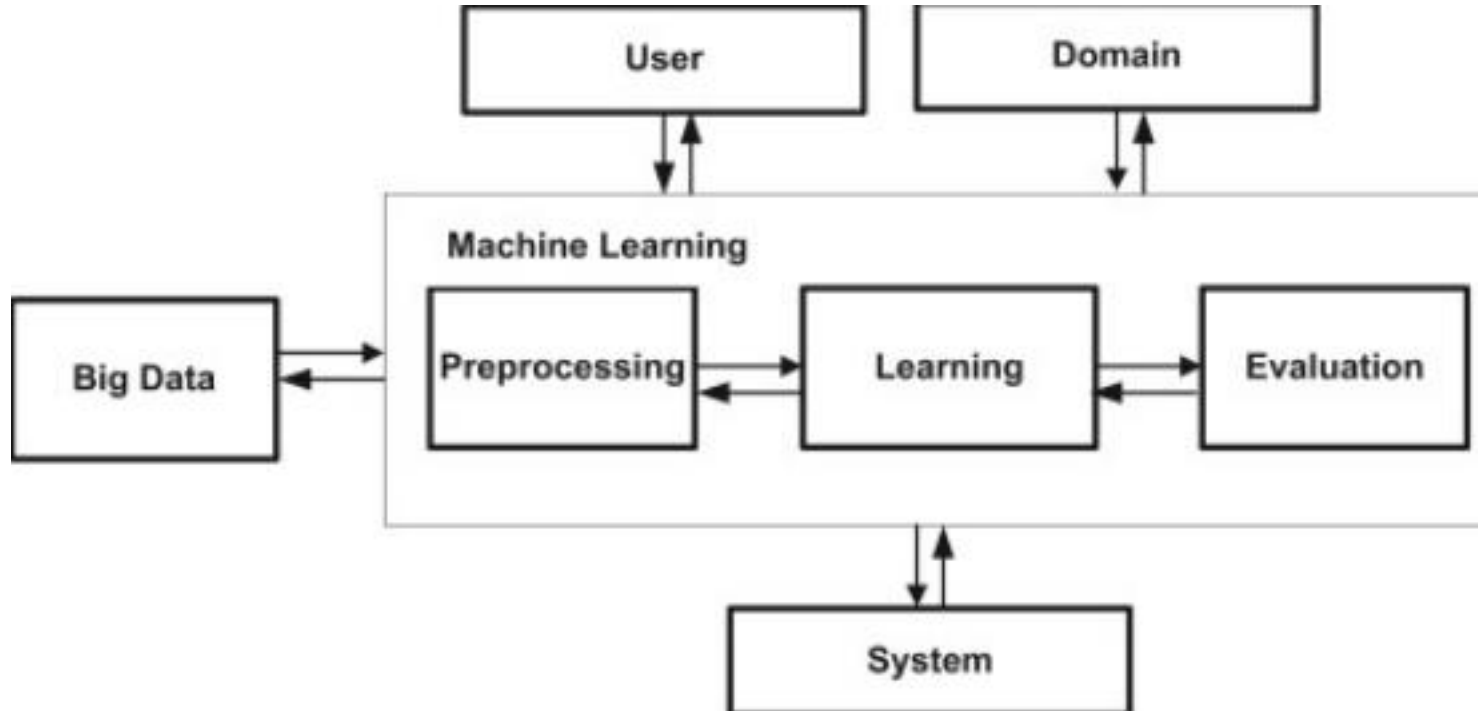 User
Domain
Machine Learning
Big Data
Preprocessing
Learning
Evaluation
System